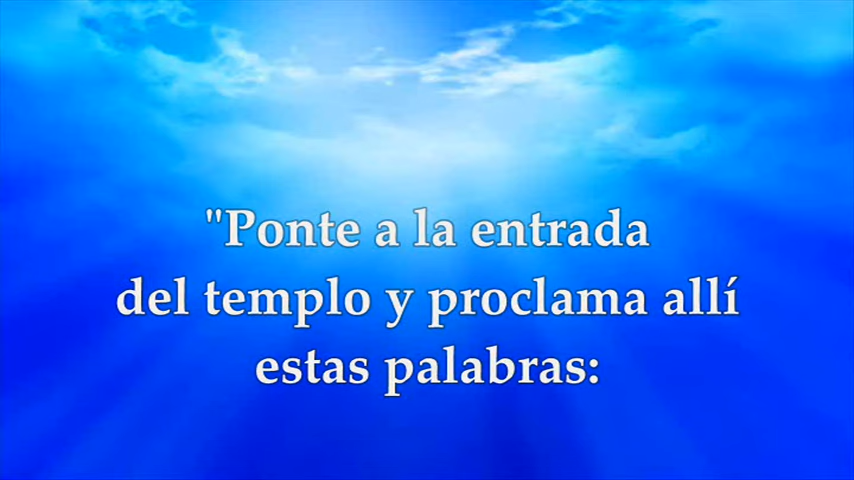 "Ponte a la entrada
del templo y proclama allí
estas palabras: